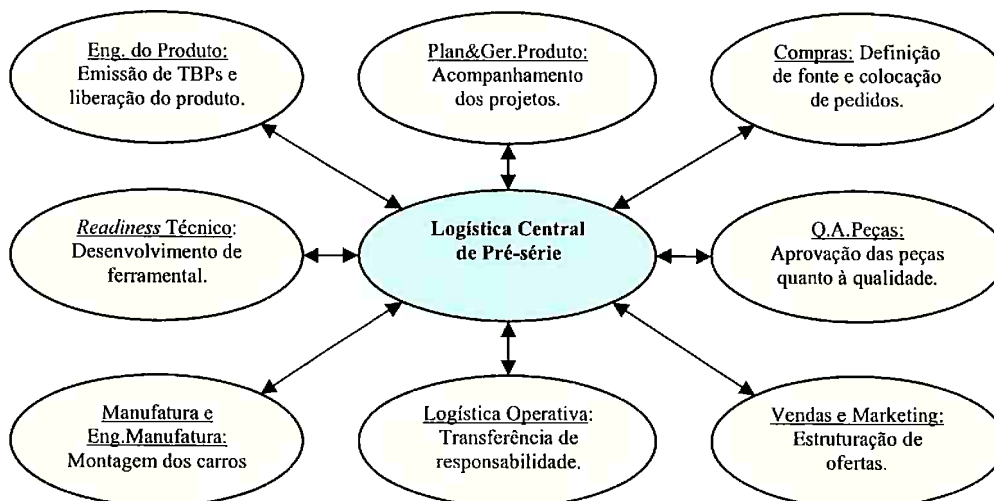 Eng. do Produto:
Emissão de TBPs e
liberação do produto.
Plan&Ger.Produto:
Acompanhamento
dos projetos.
Compras: Definição
de fonte e colocação
de pedidos.
Readiness Técnico:
Desenvolvimento de
ferramental.
Logística Central
de Pré-série
Q.A.Peças:
Aprovação das peças
quanto à qualidade.
Manufatura e
Eng.Manufatura:
Montagem dos carros
Logística Operativa:
Transferência de
responsabilidade.
Vendas e Marketing:
Estruturação de
ofertas.